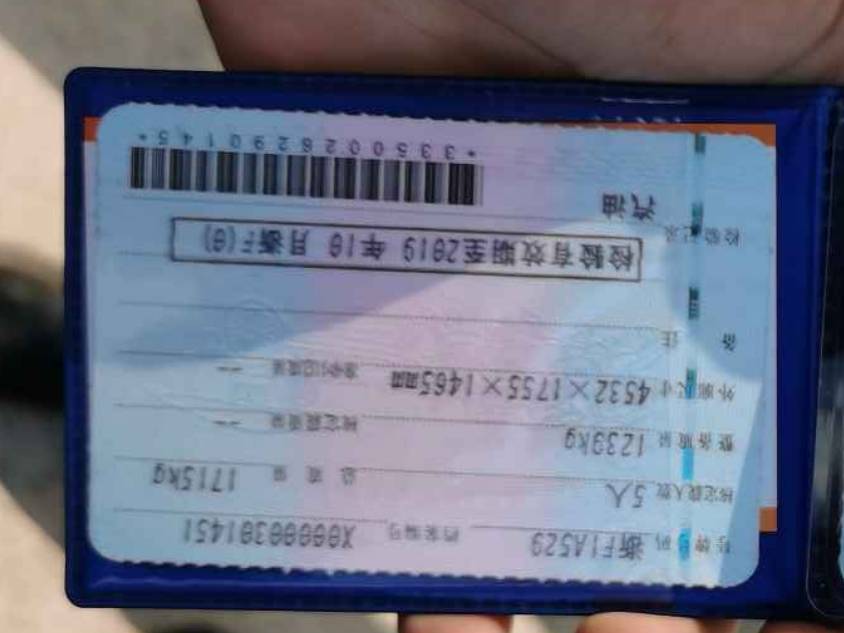 号牌号码 浙F1A529 档案编号 X00000301451
核定载人数 5人 总质量 1715kg
整备质量 1239kg 核定载质量 --
外廓尺寸 4532×1755×1465mm 准牵引总质量 --
备注
检验有效期至2019年10月浙F(0)
检验记录
汽油
*3350026290145*